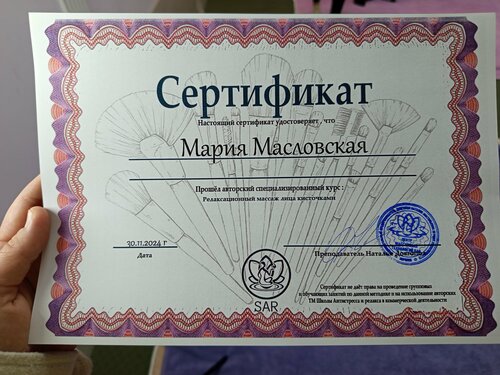 Сертификат
Настоящий сертификат удостоверяет , что
Мария Масловская
Прошёл авторский специализированный курс :
Релаксационный массаж лица кисточками
30.11.2024 г
Дата
Преподаватель Наталья
SAR
Сертификат не даёт права на проведение групповых
и обучающих занятий по данной методике и на использование авторских
ТМ Школы Антистресса и релакса в коммерческой деятельности